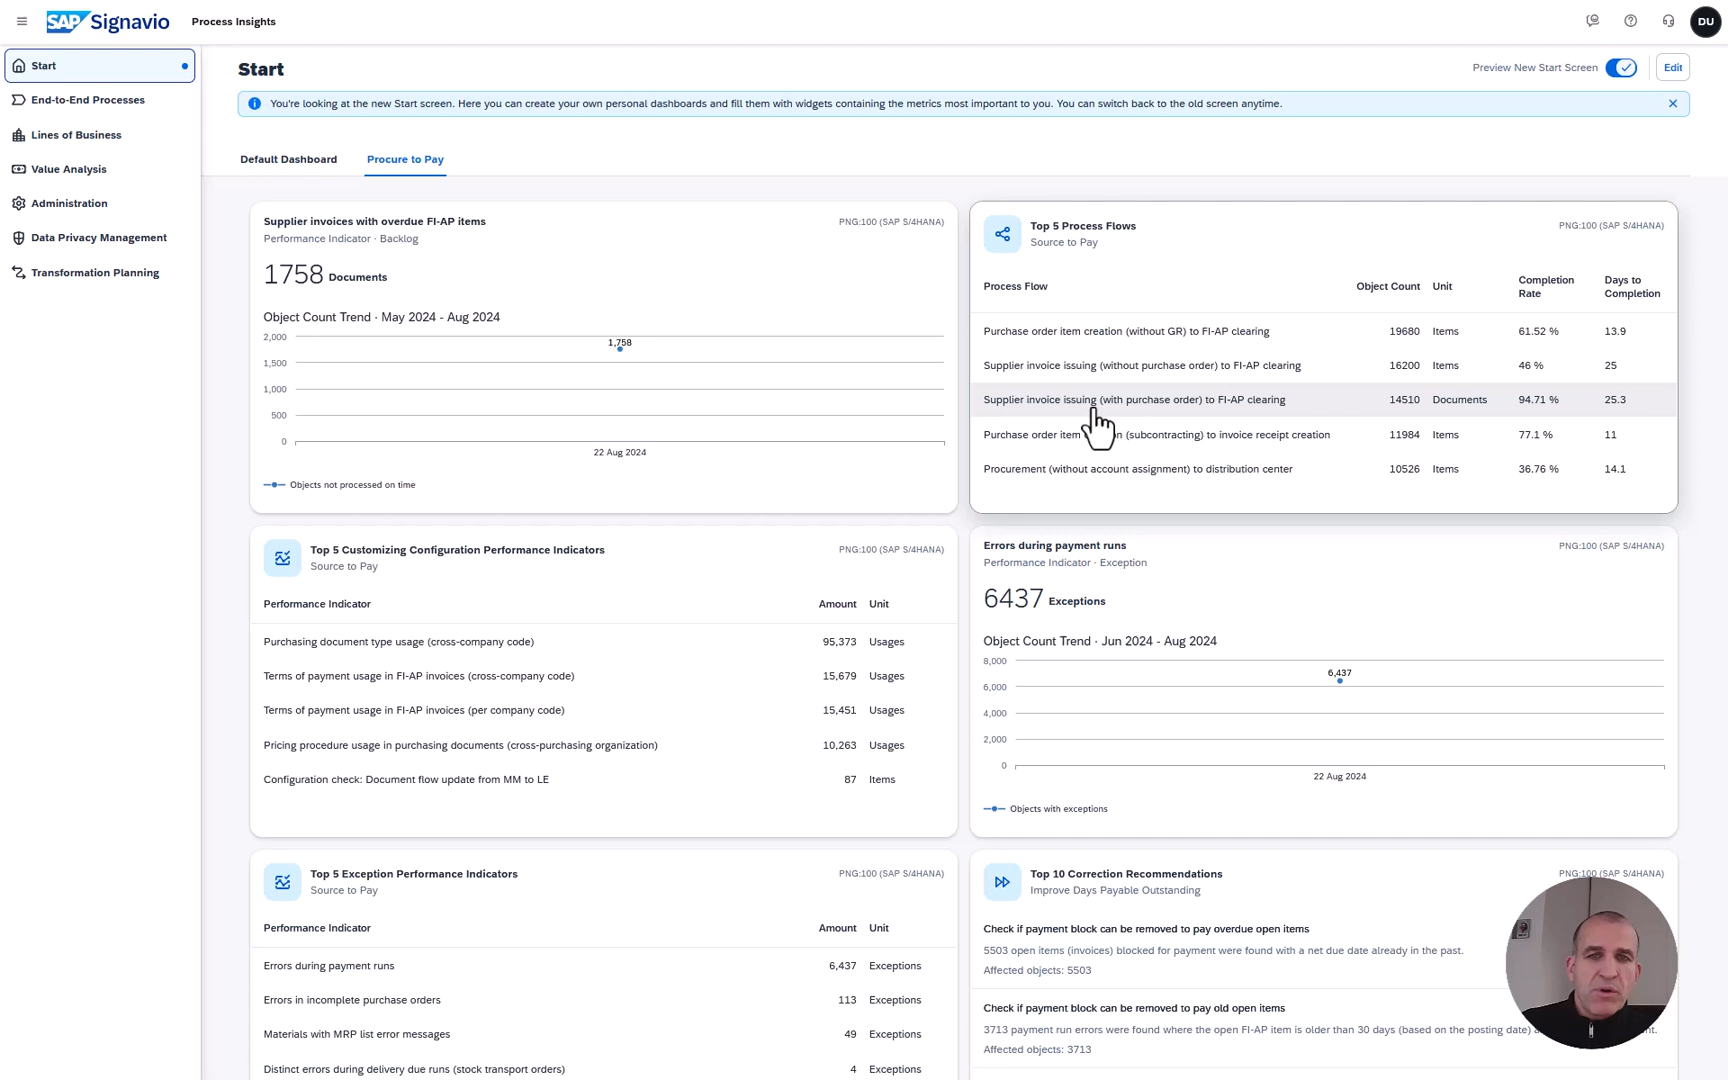 SAP Signavio Process Insights
DU
Start
End-to-End Processes
Lines of Business
Value Analysis
Administration
Data Privacy Management
Transformation Planning
Start
Preview New Start Screen
Edit
You're looking at the new Start screen. Here you can create your own personal dashboards and fill them with widgets containing the metrics most important to you. You can switch back to the old screen anytime.
Default Dashboard
Procure to Pay
Supplier invoices with overdue FI-AP items
PNG:100 (SAP S/4HANA)
Performance Indicator · Backlog
1758 Documents
Object Count Trend · May 2024 - Aug 2024
2,000
1,500
1,000
500
0
1,758
22 Aug 2024
Objects not processed on time
Top 5 Process Flows
PNG:100 (SAP S/4HANA)
Source to Pay
Process Flow Object Count Unit Completion Rate Days to Completion
Purchase order item creation (without GR) to FI-AP clearing 19680 Items 61.52 % 13.9
Supplier invoice issuing (without purchase order) to FI-AP clearing 16200 Items 46 % 25
Supplier invoice issuing (with purchase order) to FI-AP clearing 14510 Documents 94.71 % 25.3
Purchase order item (subcontracting) to invoice receipt creation 11984 Items 77.1 % 11
Procurement (without account assignment) to distribution center 10526 Items 36.76 % 14.1
Top 5 Customizing Configuration Performance Indicators
PNG:100 (SAP S/4HANA)
Source to Pay
Performance Indicator Amount Unit
Purchasing document type usage (cross-company code) 95,373 Usages
Terms of payment usage in FI-AP invoices (cross-company code) 15,679 Usages
Terms of payment usage in FI-AP invoices (per company code) 15,451 Usages
Pricing procedure usage in purchasing documents (cross-purchasing organization) 10,263 Usages
Configuration check: Document flow update from MM to LE 87 Items
Errors during payment runs
PNG:100 (SAP S/4HANA)
Performance Indicator · Exception
6437 Exceptions
Object Count Trend · Jun 2024 - Aug 2024
8,000
6,000
4,000
2,000
0
6,437
22 Aug 2024
Objects with exceptions
Top 5 Exception Performance Indicators
PNG:100 (SAP S/4HANA)
Source to Pay
Performance Indicator Amount Unit
Errors during payment runs 6,437 Exceptions
Errors in incomplete purchase orders 113 Exceptions
Materials with MRP list error messages 49 Exceptions
Distinct errors during delivery due runs (stock transport orders) 4 Exceptions
Top 10 Correction Recommendations
PNG:100 (SAP S/4HANA)
Improve Days Payable Outstanding
Check if payment block can be removed to pay overdue open items
5503 open items (invoices) blocked for payment were found with a net due date already in the past.
Affected objects: 5503
Check if payment block can be removed to pay old open items
3713 payment run errors were found where the open FI-AP item is older than 30 days (based on the posting date)
Affected objects: 3713